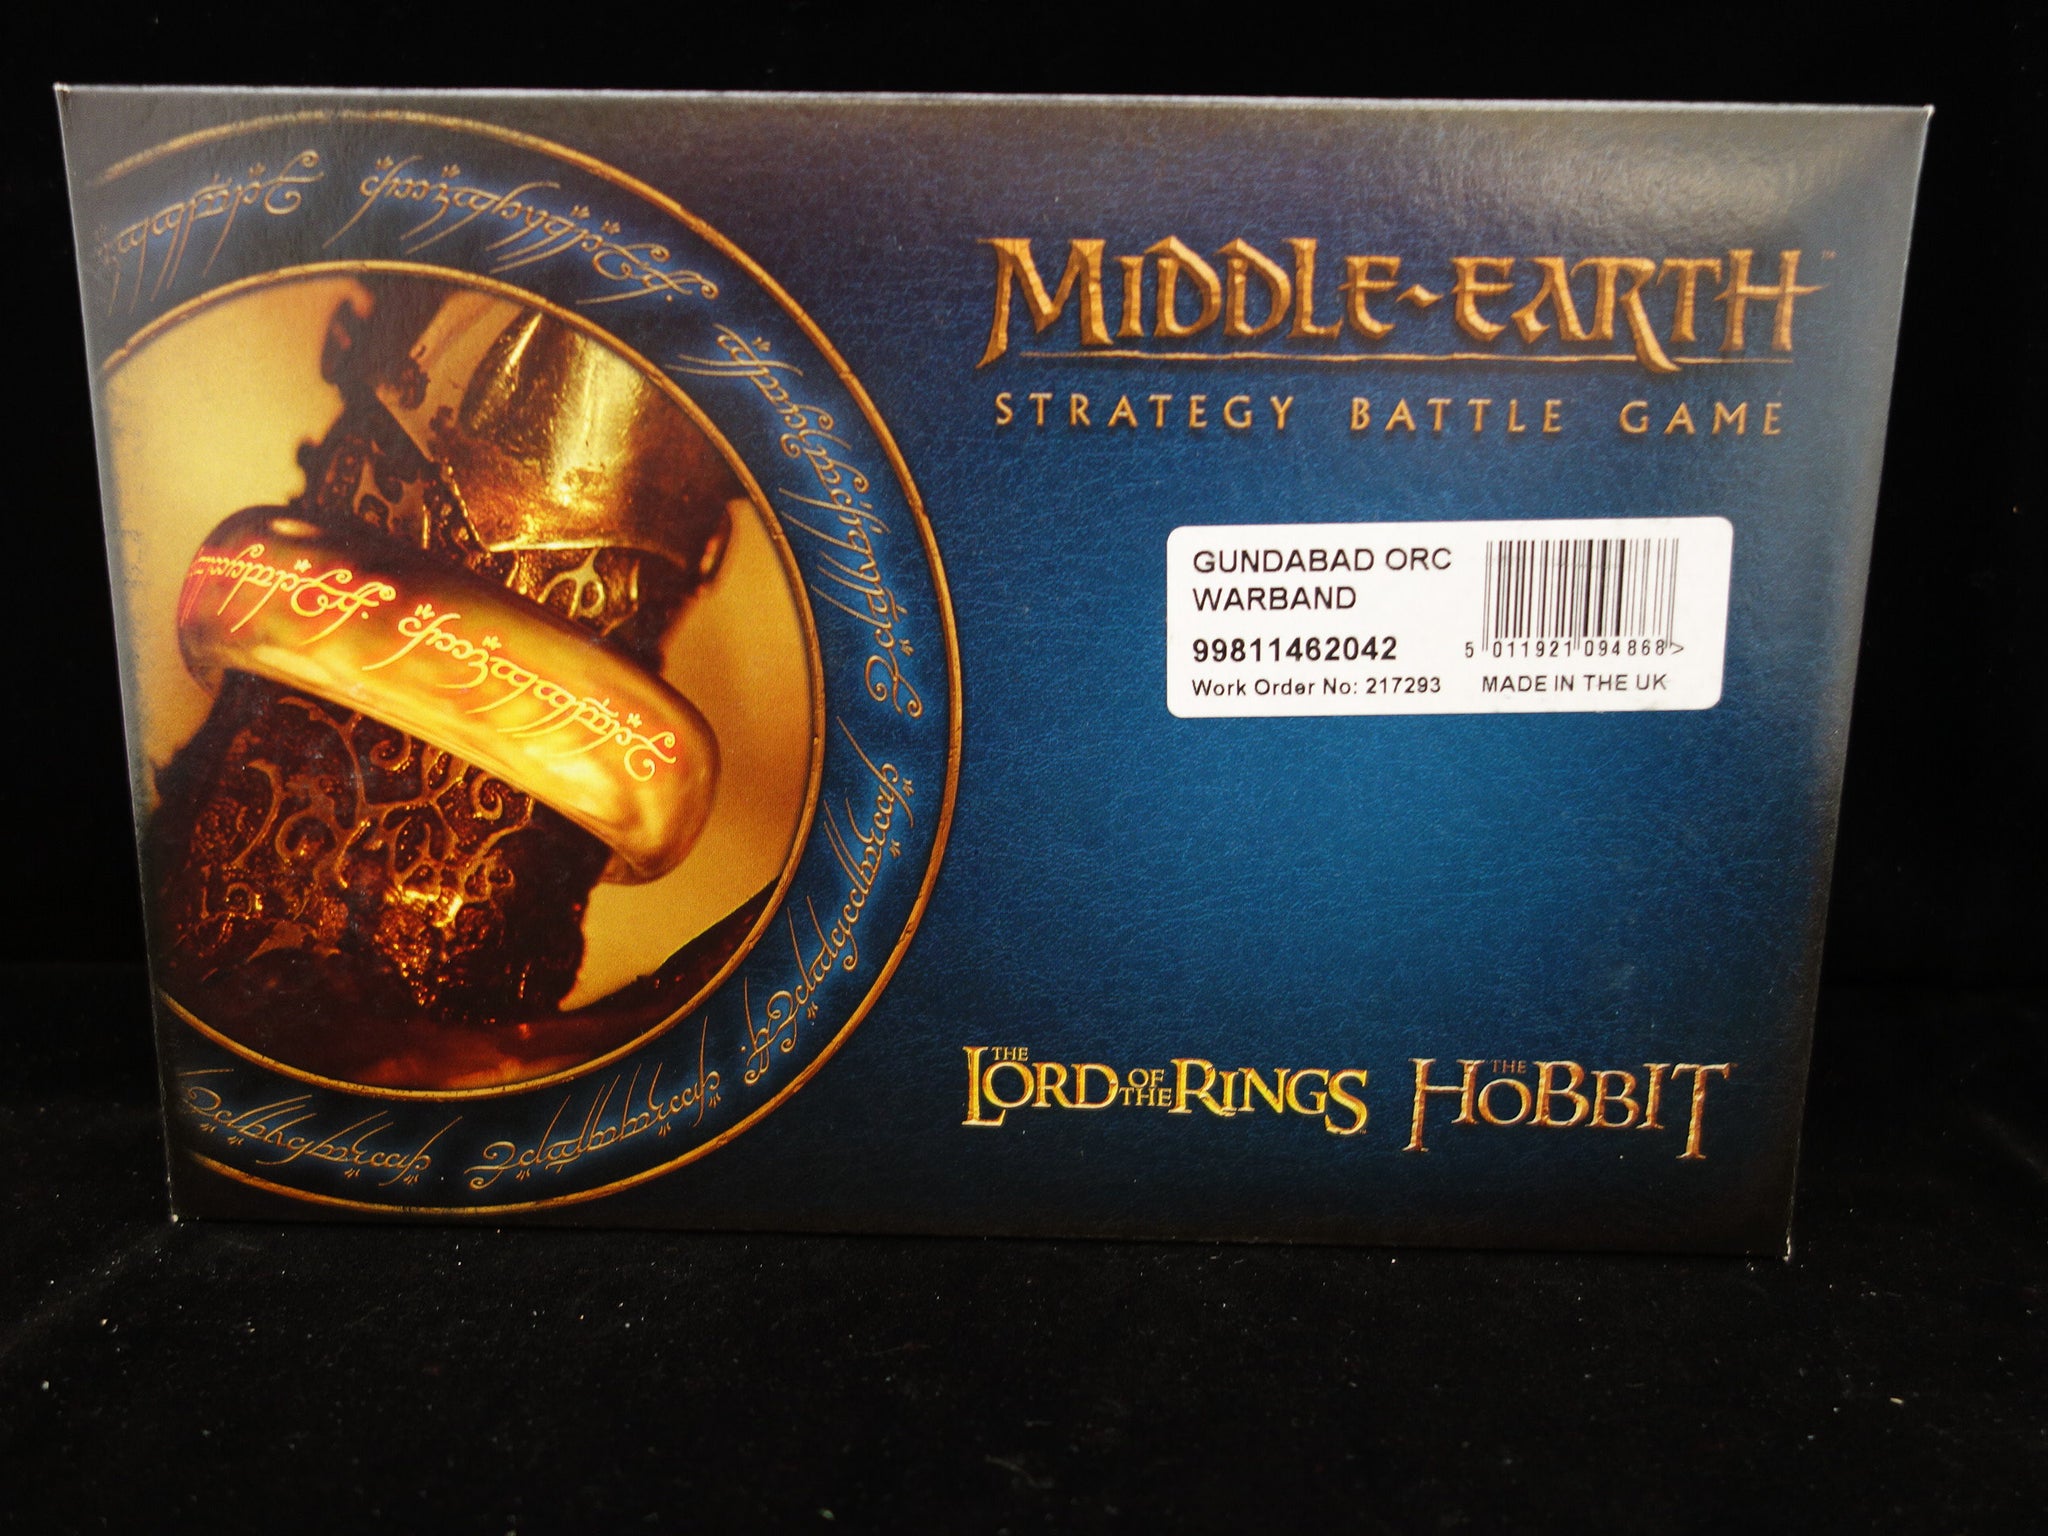 MIDDLE-EARTH™
STRATEGY BATTLE GAME
GUNDABAD ORC
WARBAND
99811462042
5 011921 094868 >
Work Order No: 217293 MADE IN THE UK
THE LORD OF THE RINGS
THE HOBBIT